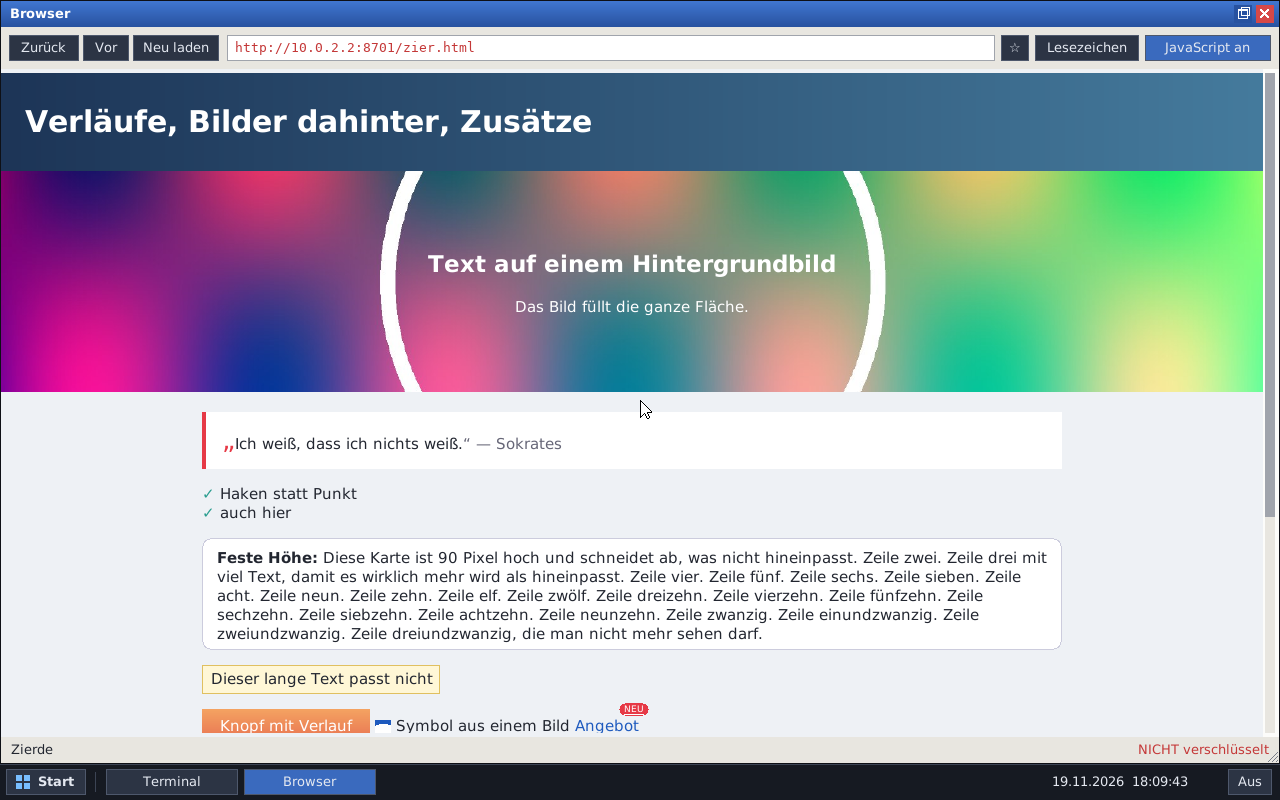 Browser
Zurück Vor Neu laden http://10.0.2.2:8701/zier.html ☆ Lesezeichen JavaScript an
Verläufe, Bilder dahinter, Zusätze
Text auf einem Hintergrundbild
Das Bild füllt die ganze Fläche.
„Ich weiß, dass ich nichts weiß.“ — Sokrates
✓ Haken statt Punkt
✓ auch hier
Feste Höhe: Diese Karte ist 90 Pixel hoch und schneidet ab, was nicht hineinpasst. Zeile zwei. Zeile drei mit
viel Text, damit es wirklich mehr wird als hineinpasst. Zeile vier. Zeile fünf. Zeile sechs. Zeile sieben. Zeile
acht. Zeile neun. Zeile zehn. Zeile elf. Zeile zwölf. Zeile dreizehn. Zeile vierzehn. Zeile fünfzehn. Zeile
sechzehn. Zeile siebzehn. Zeile achtzehn. Zeile neunzehn. Zeile zwanzig. Zeile einundzwanzig. Zeile
zweiundzwanzig. Zeile dreiundzwanzig, die man nicht mehr sehen darf.
Dieser lange Text passt nicht
NEU
Knopf mit Verlauf Symbol aus einem Bild Angebot
Zierde NICHT verschlüsselt
Start Terminal Browser 19.11.2026 18:09:43 Aus